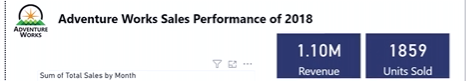 Adventure Works Sales Performance of 2018
ADVENTURE
WORKS
1.10M
Revenue
1859
Units Sold
Sum of Total Sales by Month